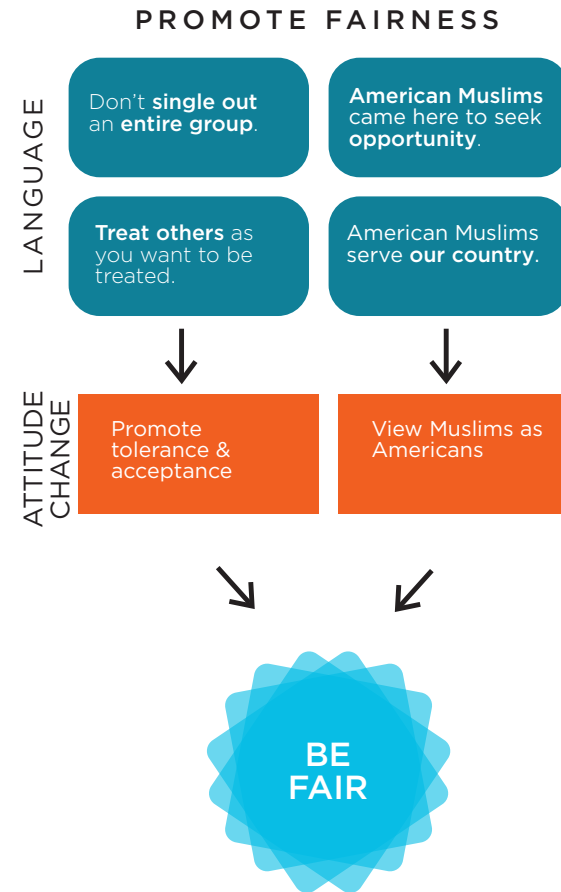 PROMOTE FAIRNESS
LANGUAGE
Don't single out
an entire group.
American Muslims
came here to seek
opportunity.
Treat others as
you want to be
treated.
American Muslims
serve our country.
ATTITUDE
CHANGE
Promote
tolerance &
acceptance
View Muslims as
Americans
BE
FAIR